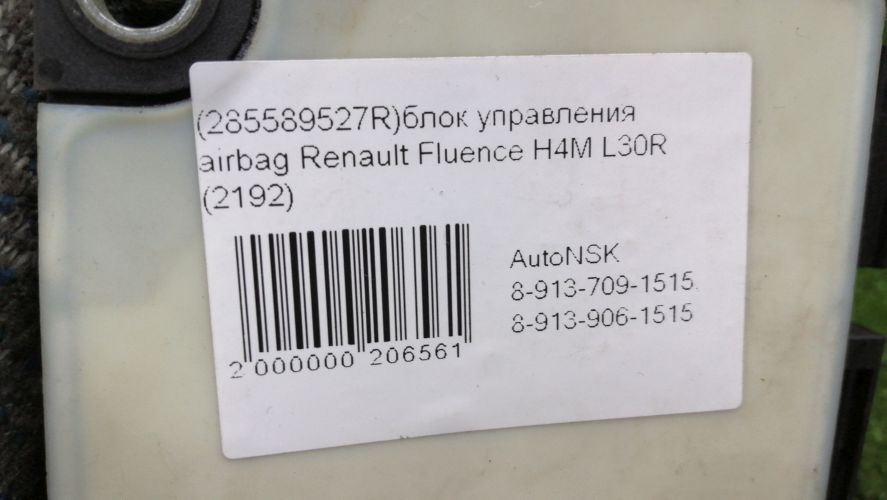 (285589527R)блок управления
airbag Renault Fluence H4M L30R
(2192)
AutoNSK
8-913-709-1515
8-913-906-1515
2 000000 206561